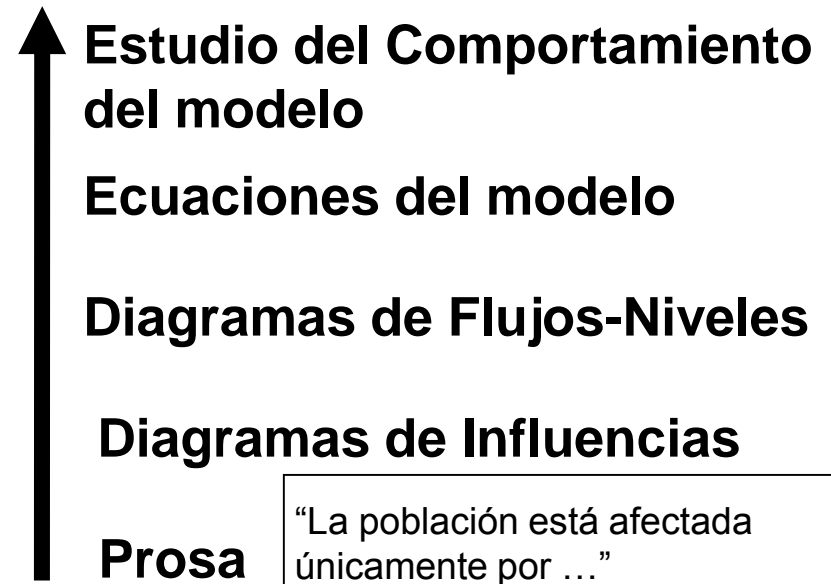 Estudio del Comportamiento
del modelo
Ecuaciones del modelo
Diagramas de Flujos-Niveles
Diagramas de Influencias
Prosa
“La población está afectada
únicamente por …”